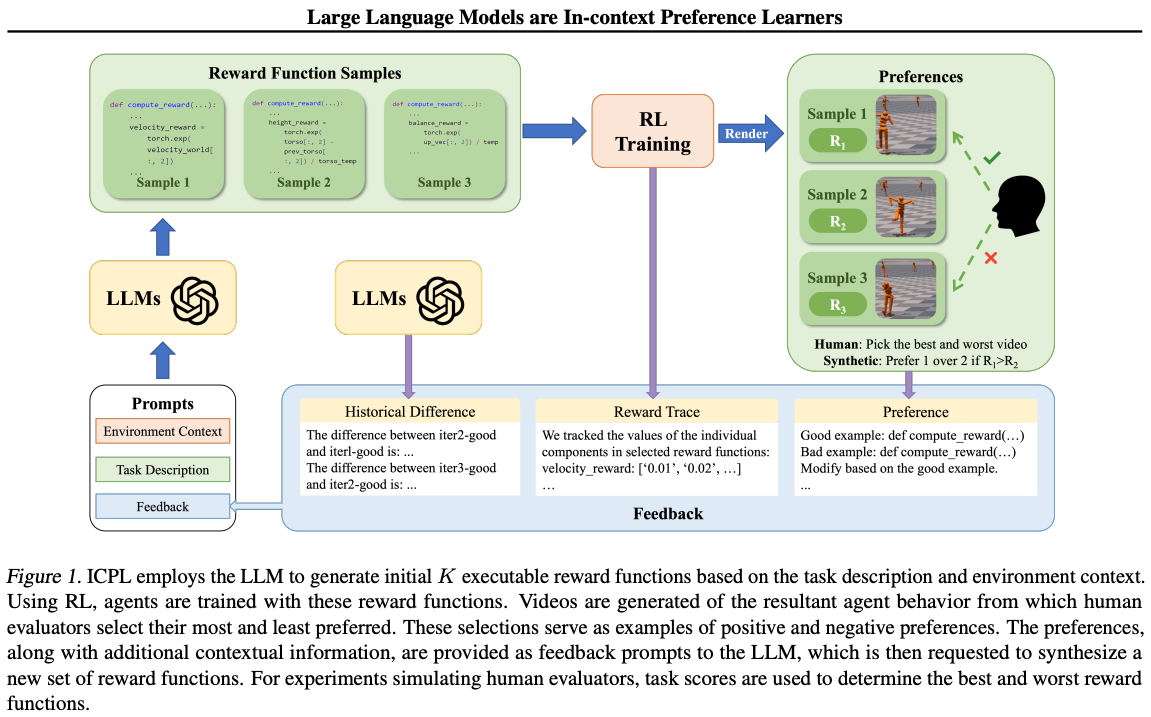 Large Language Models are In-context Preference Learners
Reward Function Samples
def compute_reward(...):
...
velocity_reward =
torch.exp(
velocity_world[
:, 2])
...
Sample 1
def compute_reward(...):
...
height_reward =
torch.exp(
torso[:, 2] -
prev_torso[
:, 2]) / torso_temp
...
Sample 2
def compute_reward(...):
...
balance_reward =
torch.exp(
up_vec[:, 2]) / temp
...
Sample 3
RL
Training
Render
Preferences
Sample 1
R1
Sample 2
R2
Sample 3
R3
Human: Pick the best and worst video
Synthetic: Prefer 1 over 2 if R1>R2
LLMs
LLMs
Prompts
Environment Context
Task Description
Feedback
Historical Difference
The difference between iter2-good
and iterl-good is: ...
The difference between iter3-good
and iter2-good is: ...
Reward Trace
We tracked the values of the individual
components in selected reward functions:
velocity_reward: [‘0.01’, ‘0.02’, …]
…
Preference
Good example: def compute_reward(…)
Bad example: def compute_reward(…)
Modify based on the good example.
...
Feedback
Figure 1. ICPL employs the LLM to generate initial K executable reward functions based on the task description and environment context.
Using RL, agents are trained with these reward functions. Videos are generated of the resultant agent behavior from which human
evaluators select their most and least preferred. These selections serve as examples of positive and negative preferences. The preferences,
along with additional contextual information, are provided as feedback prompts to the LLM, which is then requested to synthesize a
new set of reward functions. For experiments simulating human evaluators, task scores are used to determine the best and worst reward
functions.